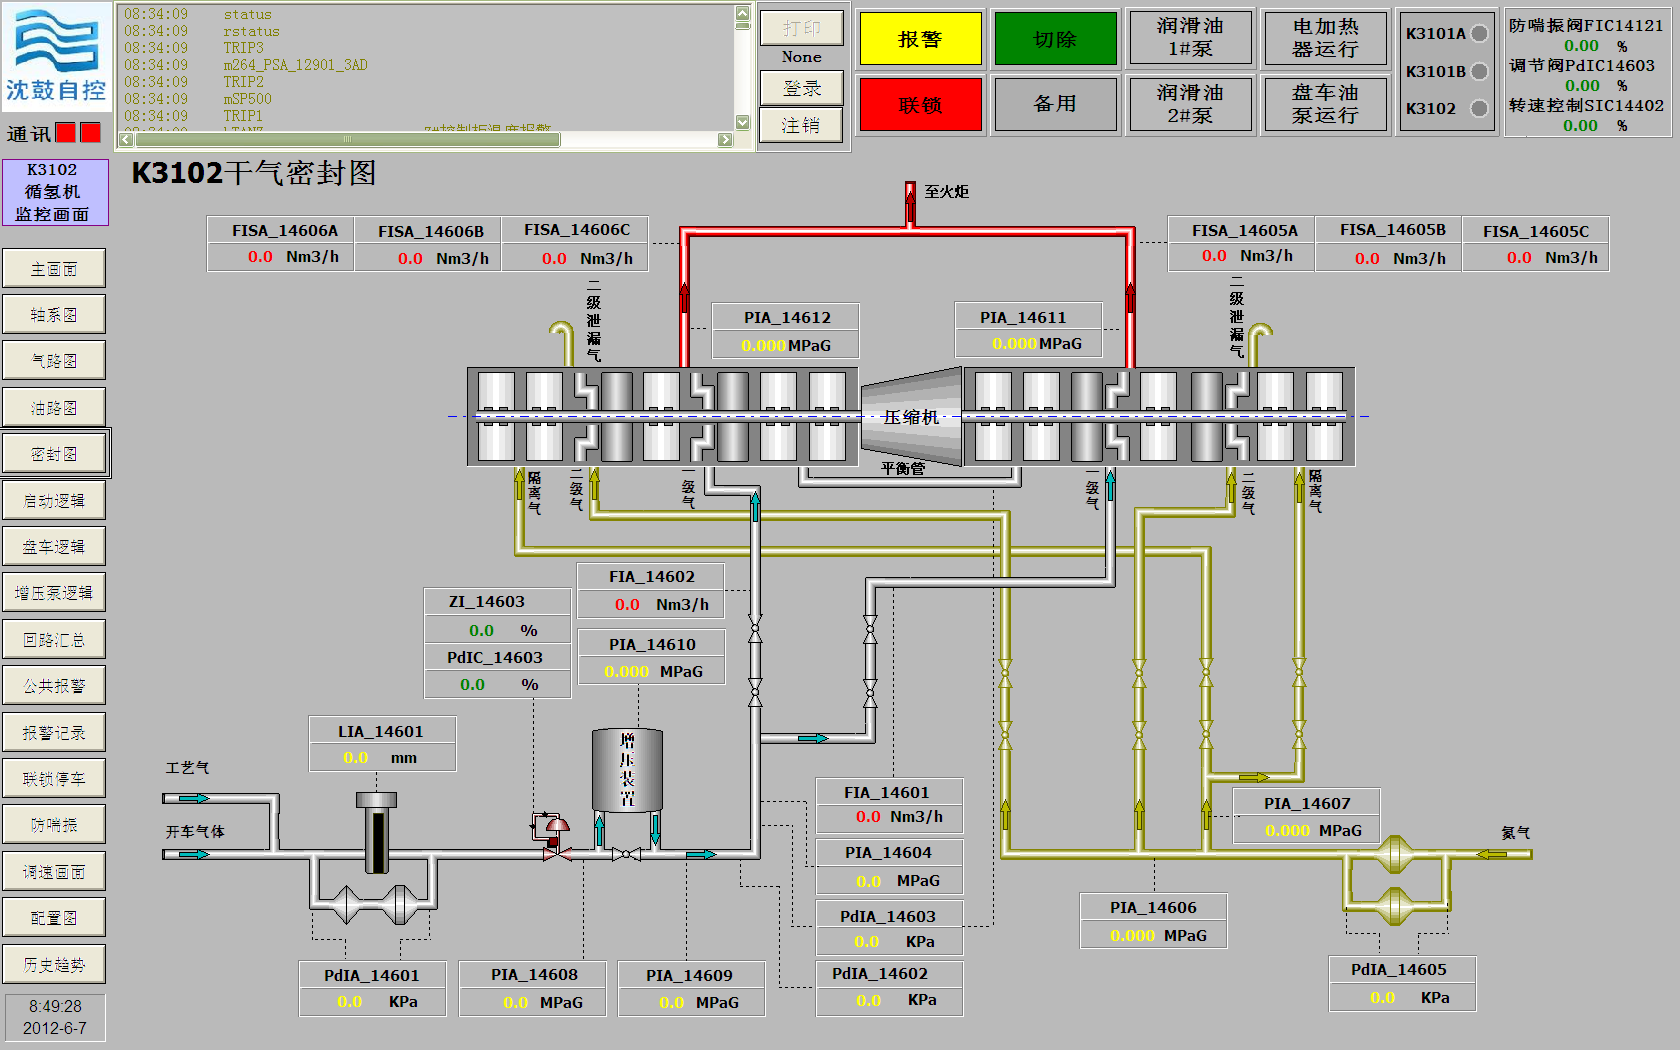 沈鼓自控
通讯
K3102
循氢机
监控画面
主画面
轴系图
气路图
油路图
密封图
启动逻辑
盘车逻辑
增压泵逻辑
回路汇总
公共报警
报警记录
联锁停车
防喘振
调速画面
配置图
历史趋势
8:49:28
2012-6-7
08:34:09 status
08:34:09 rstatus
08:34:09 TRIP3
08:34:09 m264_PSA_12901_3AD
08:34:09 TRIP2
08:34:09 mSP500
08:34:09 TRIP1
打印
None
登录
注销
报警
切除
润滑油
1#泵
电加热
器运行
联锁
备用
润滑油
2#泵
盘车油
泵运行
K3101A
K3101B
K3102
防喘振阀FIC14121
0.00 %
调节阀PdIC14603
0.00 %
转速控制SIC14402
0.00 %
K3102干气密封图
至火炬
FISA_14606A
0.0 Nm3/h
FISA_14606B
0.0 Nm3/h
FISA_14606C
0.0 Nm3/h
FISA_14605A
0.0 Nm3/h
FISA_14605B
0.0 Nm3/h
FISA_14605C
0.0 Nm3/h
二级泄漏气
二级泄漏气
PIA_14612
0.000 MPaG
PIA_14611
0.000 MPaG
压缩机
平衡管
隔离气
二级气
一级气
一级气
二级气
隔离气
FIA_14602
0.0 Nm3/h
ZI_14603
0.0 %
PdIC_14603
0.0 %
PIA_14610
0.000 MPaG
LIA_14601
0.0 mm
增压装置
工艺气
开车气体
FIA_14601
0.0 Nm3/h
PIA_14604
0.0 MPaG
PdIA_14603
0.0 KPa
PdIA_14602
0.0 KPa
PIA_14607
0.000 MPaG
氮气
PIA_14606
0.000 MPaG
PdIA_14601
0.0 KPa
PIA_14608
0.0 MPaG
PIA_14609
0.0 MPaG
PdIA_14605
0.0 KPa